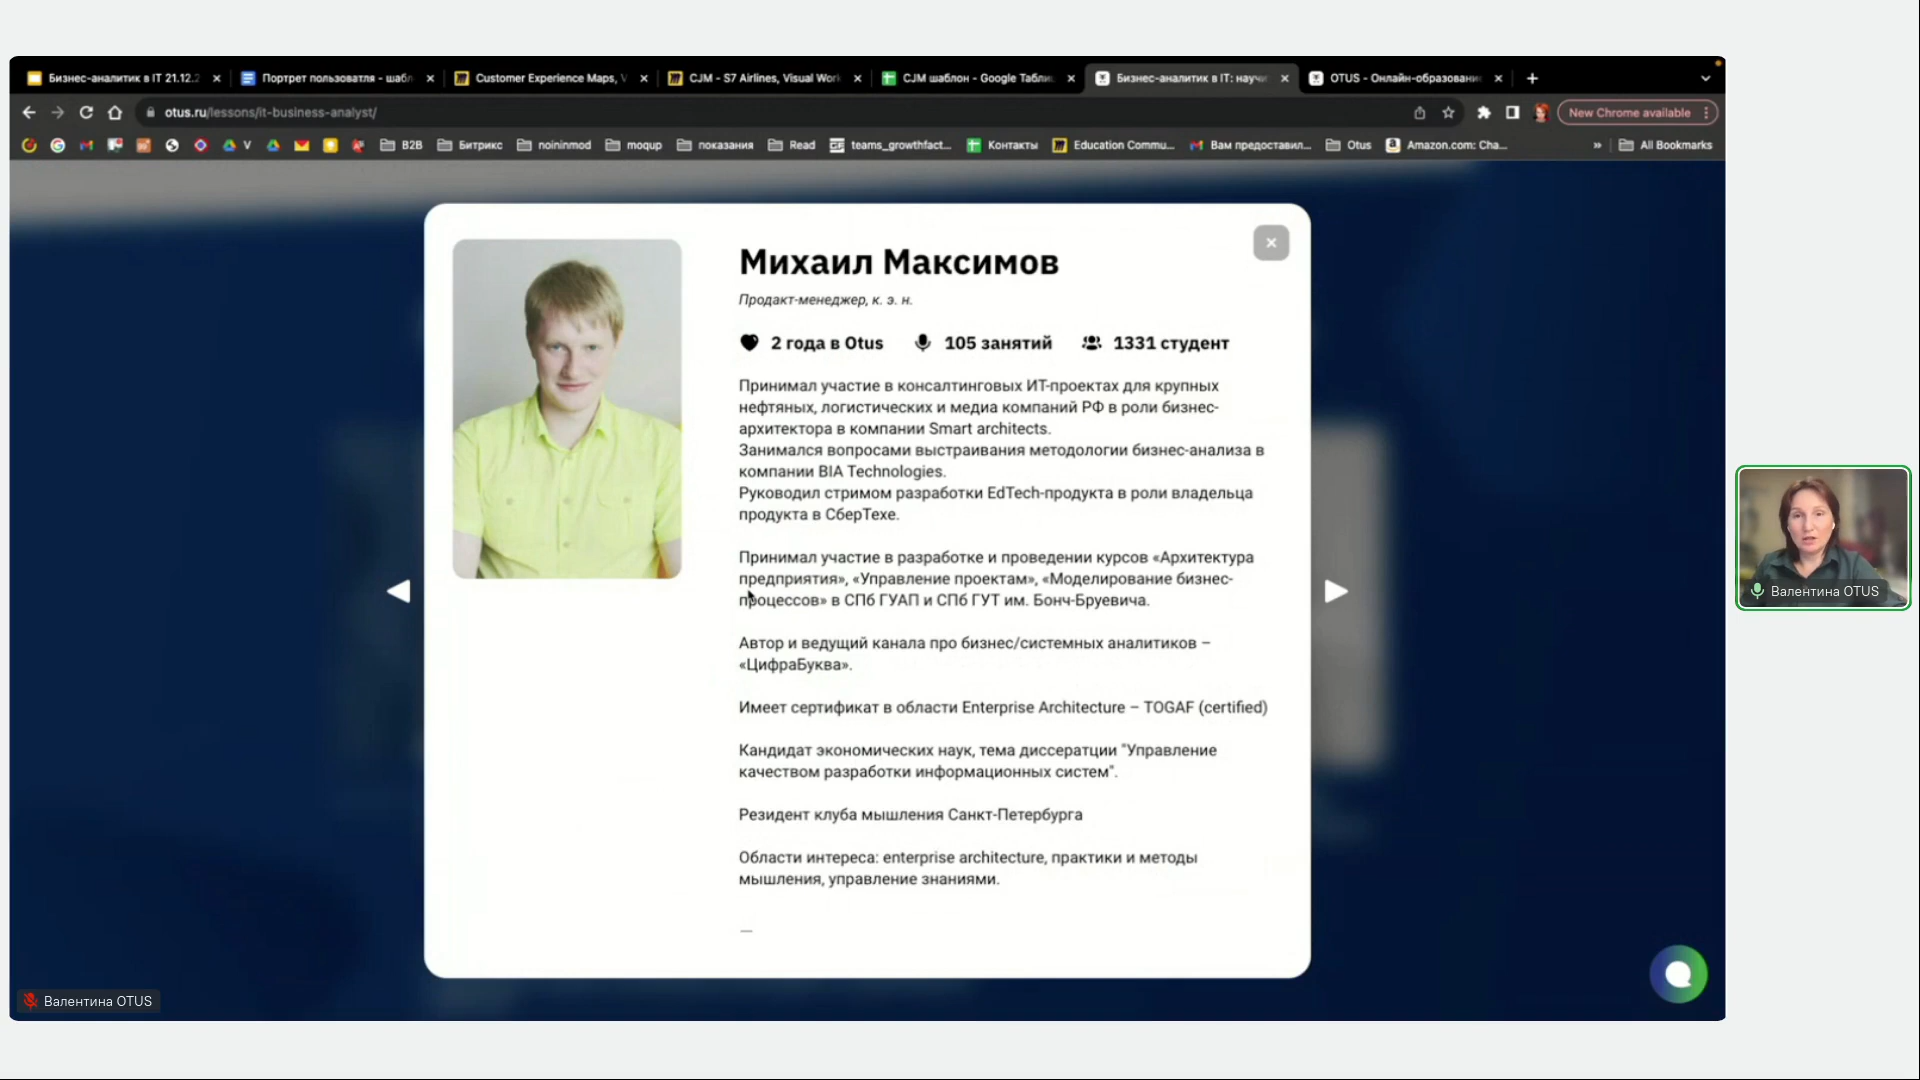 Бизнес-аналитик в IT 21.12.2
Портрет пользоватля - шабл
Customer Experience Maps, V
CJM - S7 Airlines, Visual Work
CJM шаблон - Google Табли
Бизнес-аналитик в IT: научи
OTUS - Онлайн-образовани
otus.ru/lessons/it-business-analyst/
New Chrome available
V
B2B
Битрикс
noininmod
moqup
показания
Read
teams_growthfact...
Контакты
Education Commu...
Вам предоставил...
Otus
Amazon.com: Cha...
»
All Bookmarks
Михаил Максимов
Продакт-менеджер, к. э. н.
2 года в Otus
105 занятий
1331 студент
Принимал участие в консалтинговых ИТ-проектах для крупных
нефтяных, логистических и медиа компаний РФ в роли бизнес-
архитектора в компании Smart architects.
Занимался вопросами выстраивания методологии бизнес-анализа в
компании BIA Technologies.
Руководил стримом разработки EdTech-продукта в роли владельца
продукта в СберТехе.
Принимал участие в разработке и проведении курсов «Архитектура
предприятия», «Управление проектам», «Моделирование бизнес-
процессов» в СПб ГУАП и СПб ГУТ им. Бонч-Бруевича.
Автор и ведущий канала про бизнес/системных аналитиков –
«ЦифраБуква».
Имеет сертификат в области Enterprise Architecture – TOGAF (certified)
Кандидат экономических наук, тема диссератции "Управление
качеством разработки информационных систем".
Резидент клуба мышления Санкт-Петербурга
Области интереса: enterprise architecture, практики и методы
мышления, управление знаниями.
—
Валентина OTUS
Валентина OTUS